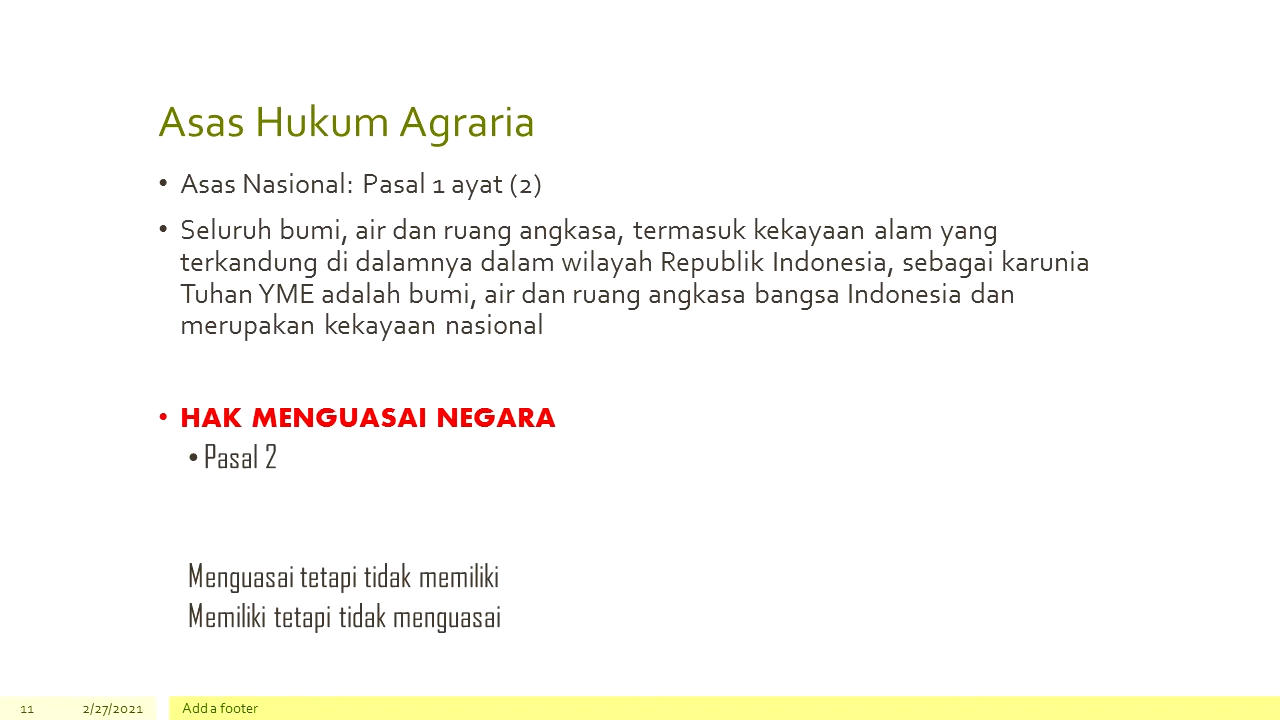 Asas Hukum Agraria
• Asas Nasional: Pasal 1 ayat (2)
• Seluruh bumi, air dan ruang angkasa, termasuk kekayaan alam yang
terkandung di dalamnya dalam wilayah Republik Indonesia, sebagai karunia
Tuhan YME adalah bumi, air dan ruang angkasa bangsa Indonesia dan
merupakan kekayaan nasional
• HAK MENGUASAI NEGARA
• Pasal 2
Menguasai tetapi tidak memiliki
Memiliki tetapi tidak menguasai
11 2/27/2021 Add a footer